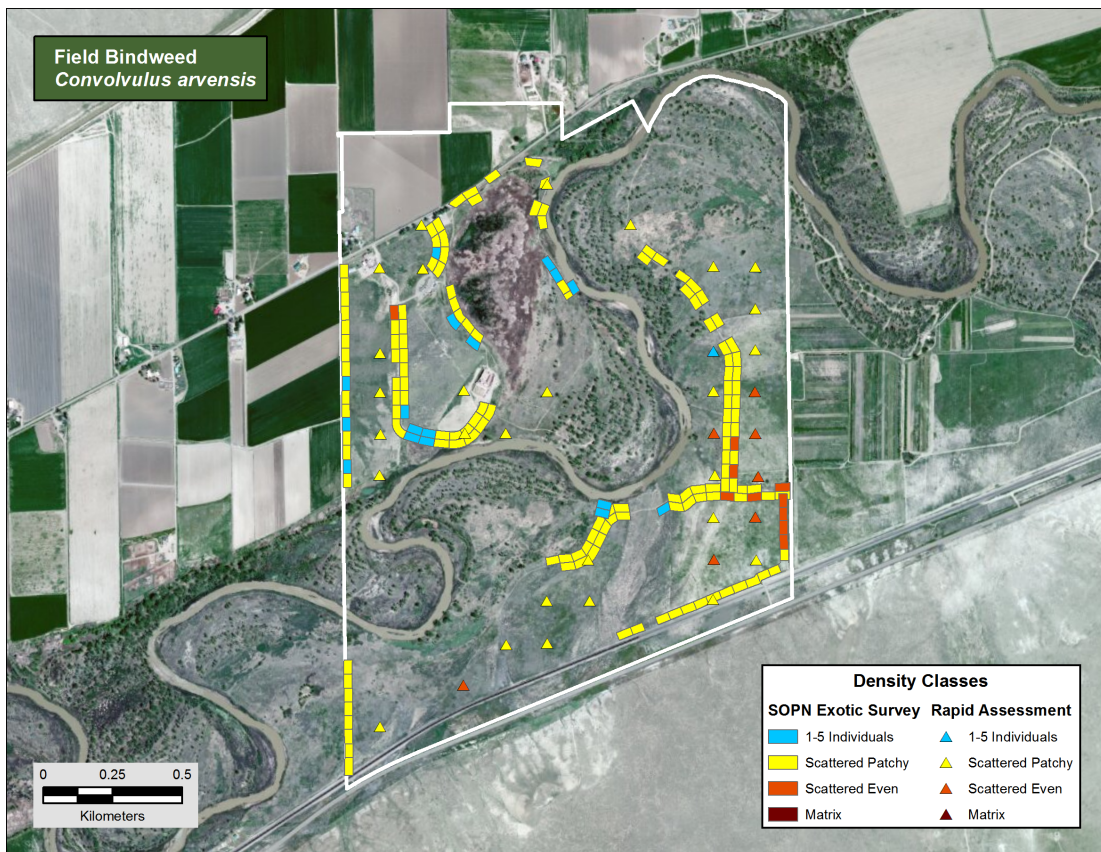 Field Bindweed
Convolvulus arvensis
Density Classes
SOPN Exotic Survey Rapid Assessment
1-5 Individuals 1-5 Individuals
Scattered Patchy Scattered Patchy
Scattered Even Scattered Even
Matrix Matrix
0 0.25 0.5
Kilometers